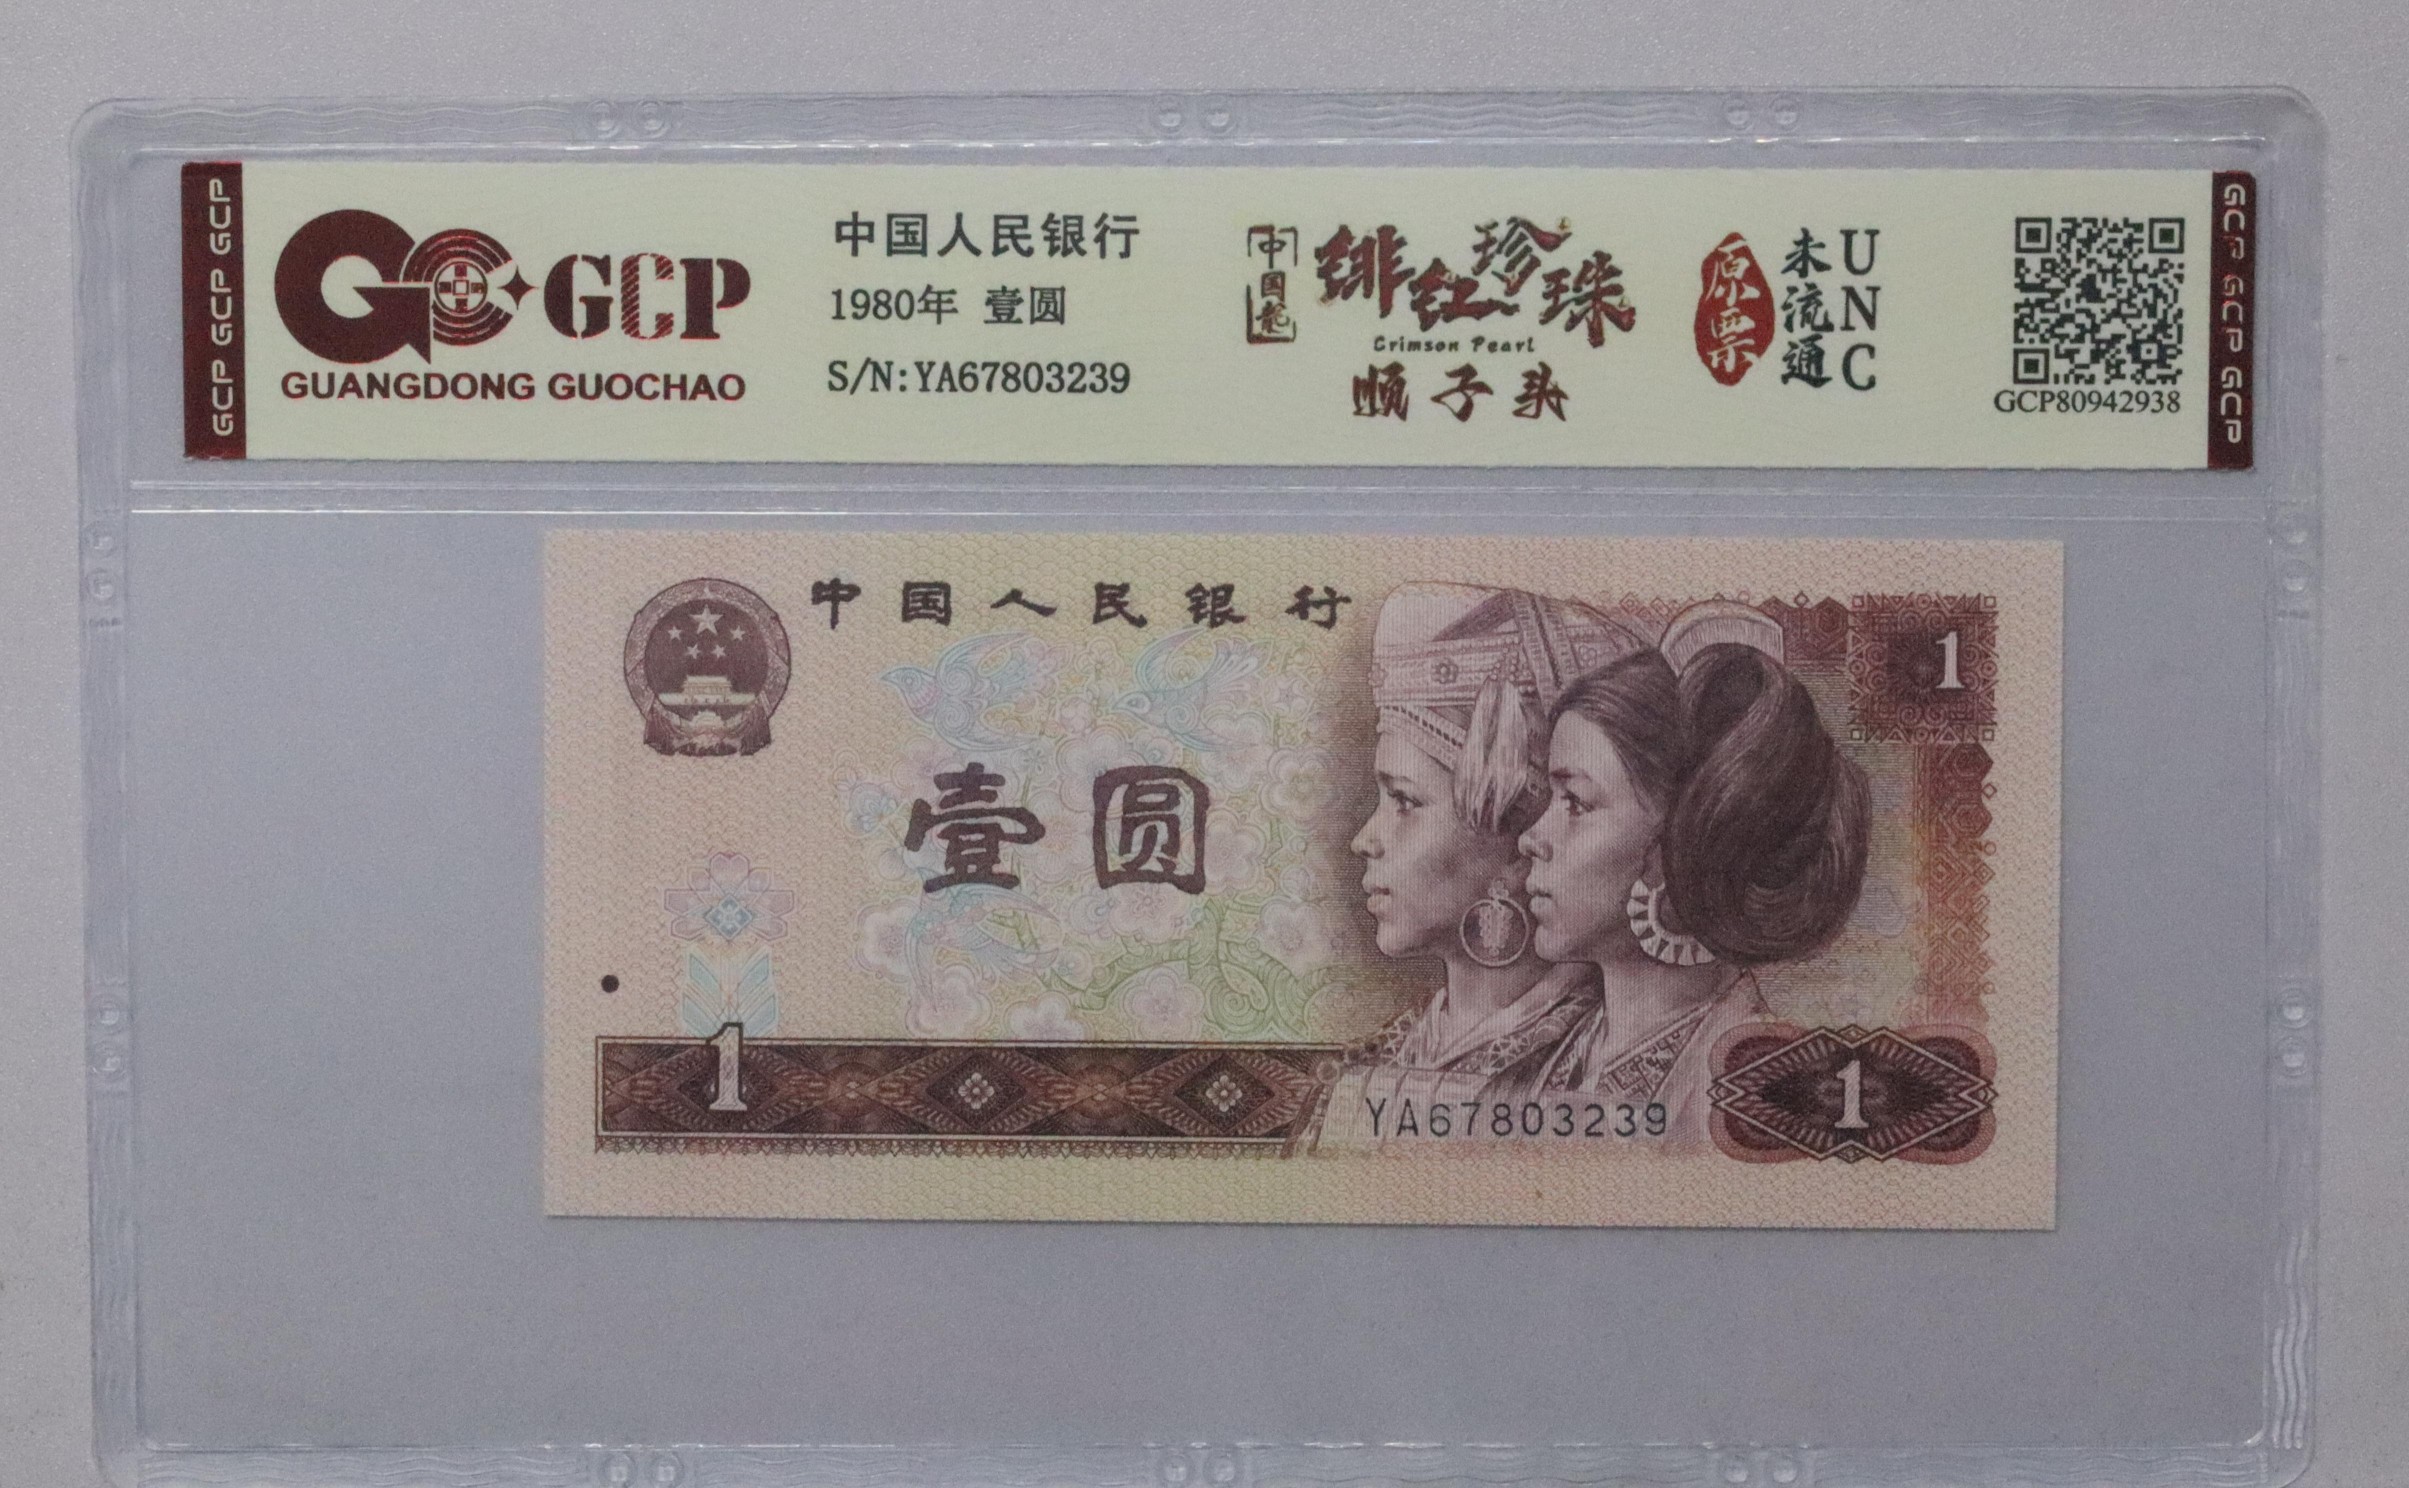 GCP GCP GCP
GCP
GUANGDONG GUOCHAO
中国人民银行
1980年 壹圆
S/N:YA67803239
中国龙
绯红珍珠
Crimson Pearl
顺子头
原票
未流通
UNC
GCP80942938
GCP GCP GCP
中国人民银行
1
壹圆
1
YA67803239
1